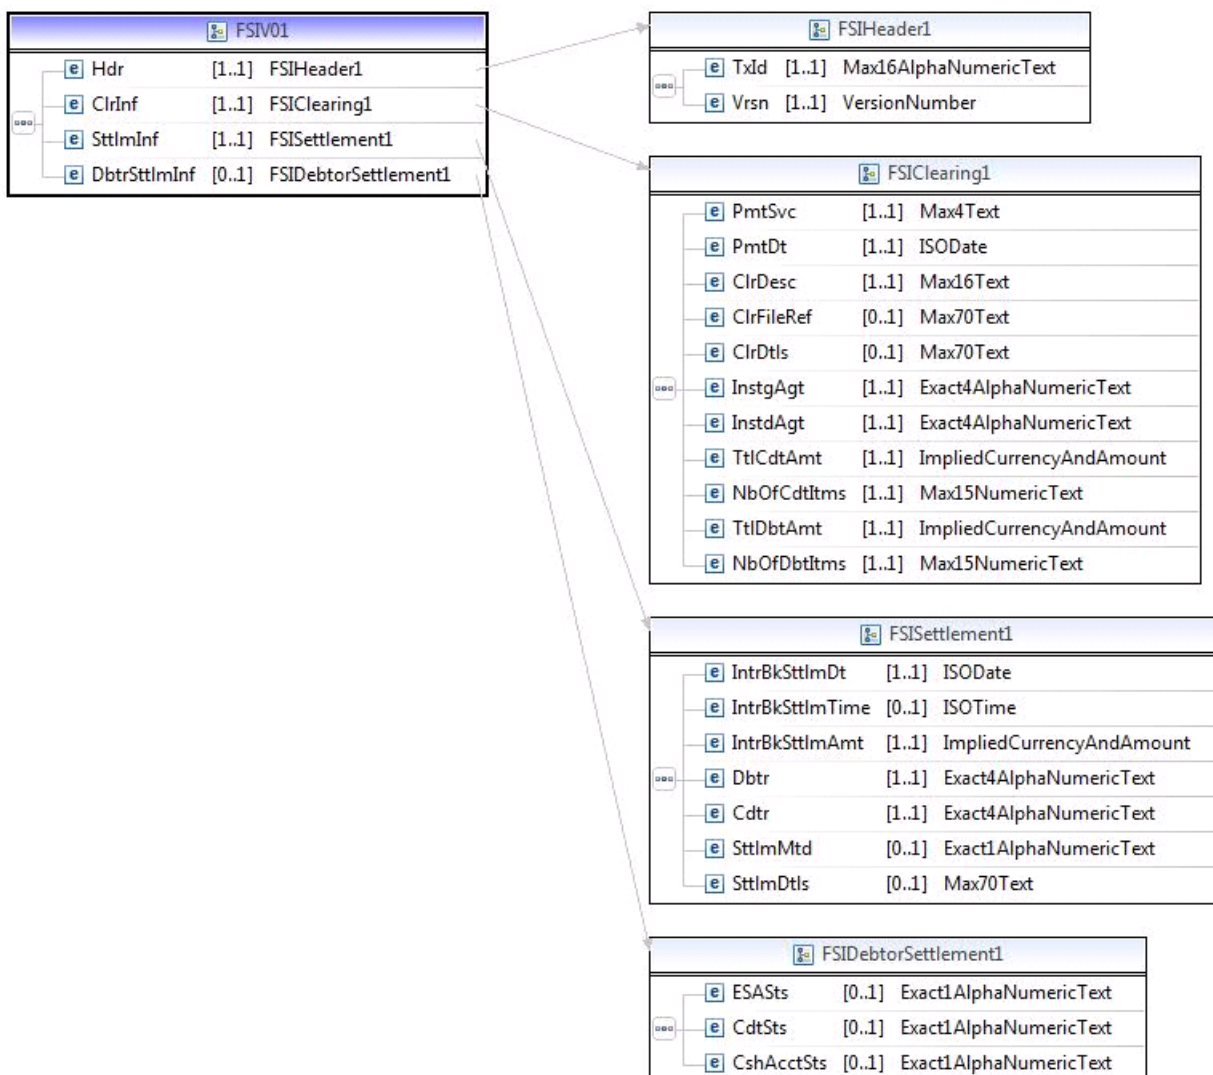 FSIV01
e Hdr [1..1] FSIHeader1
e ClrInf [1..1] FSIClearing1
e SttlmInf [1..1] FSISettlement1
e DbtrSttlmInf [0..1] FSIDebtorSettlement1
FSIHeader1
e TxId [1..1] Max16AlphaNumericText
e Vrsn [1..1] VersionNumber
FSIClearing1
e PmtSvc [1..1] Max4Text
e PmtDt [1..1] ISODate
e ClrDesc [1..1] Max16Text
e ClrFileRef [0..1] Max70Text
e ClrDtls [0..1] Max70Text
e InstgAgt [1..1] Exact4AlphaNumericText
e InstdAgt [1..1] Exact4AlphaNumericText
e TtlCdtAmt [1..1] ImpliedCurrencyAndAmount
e NbOfCdtItms [1..1] Max15NumericText
e TtlDbtAmt [1..1] ImpliedCurrencyAndAmount
e NbOfDbtItms [1..1] Max15NumericText
FSISettlement1
e IntrBkSttlmDt [1..1] ISODate
e IntrBkSttlmTime [0..1] ISOTime
e IntrBkSttlmAmt [1..1] ImpliedCurrencyAndAmount
e Dbtr [1..1] Exact4AlphaNumericText
e Cdtr [1..1] Exact4AlphaNumericText
e SttlmMtd [0..1] Exact1AlphaNumericText
e SttlmDtls [0..1] Max70Text
FSIDebtorSettlement1
e ESASts [0..1] Exact1AlphaNumericText
e CdtSts [0..1] Exact1AlphaNumericText
e CshAcctSts [0..1] Exact1AlphaNumericText